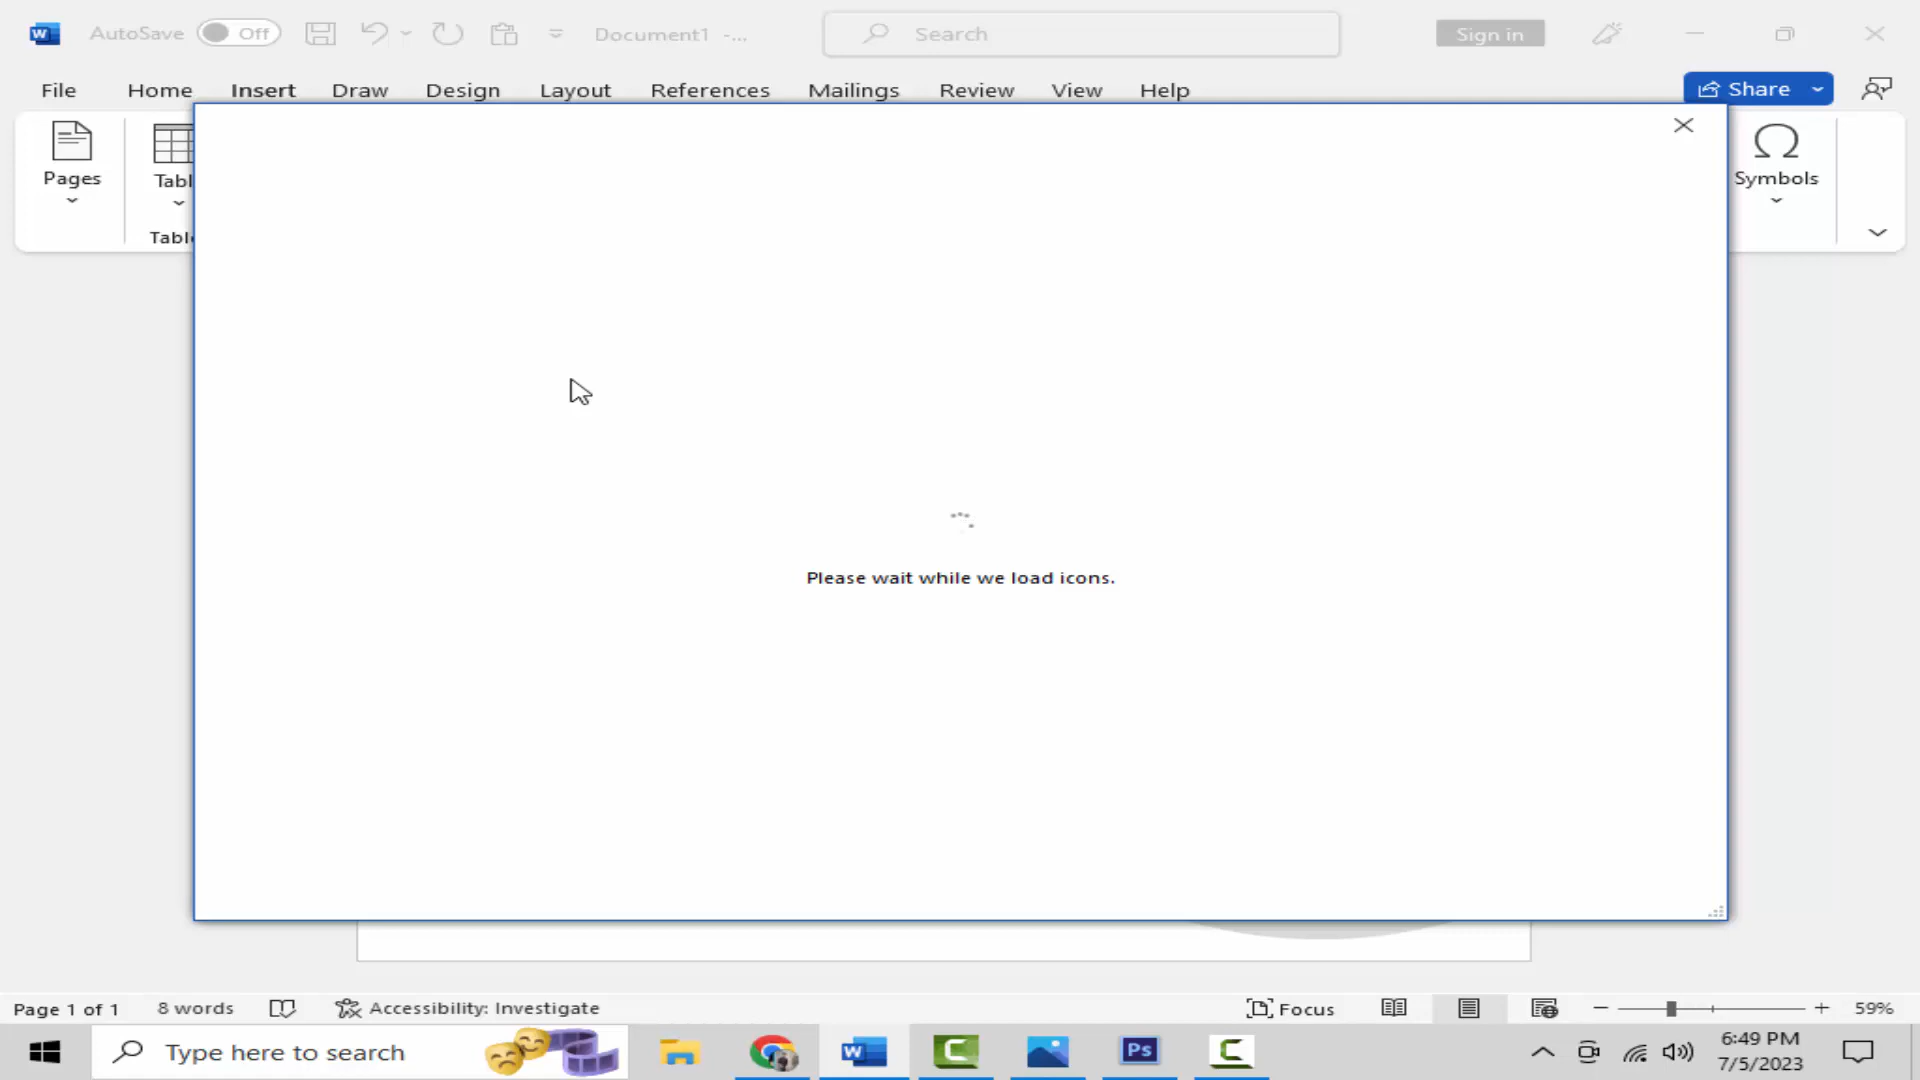 AutoSave Off Document1 -... Search Sign in
File Home Insert Draw Design Layout References Mailings Review View Help Share
Pages Tabl Symbols
Table
Please wait while we load icons.
Page 1 of 1 8 words Accessibility: Investigate Focus 59%
Type here to search Ps 6:49 PM
7/5/2023